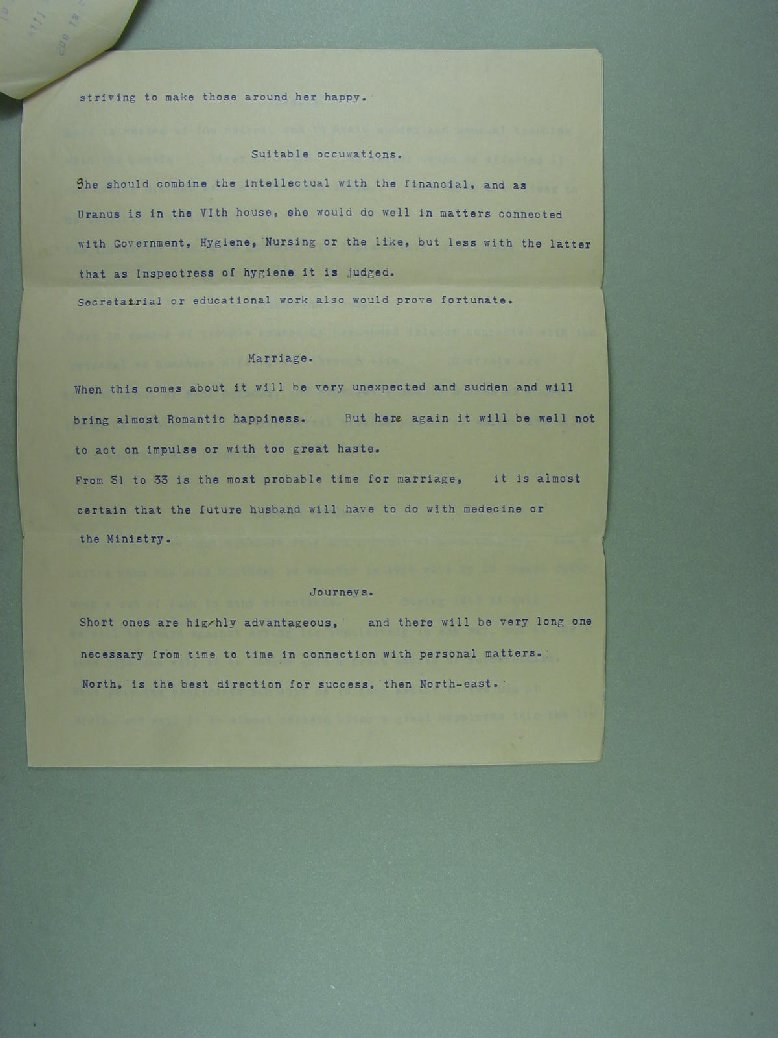 striving to make those around her happy.
Suitable occuwations.
She should combine the intellectual with the financial, and as
Uranus is in the VIth house, she would do well in matters connected
with Government, Hygiene, Nursing or the like, but less with the latter
that as Inspectress of hygiene it is judged.
Secretatrial or educational work also would prove fortunate.
Marriage.
When this comes about it will be very unexpected and sudden and will
bring almost Romantic happiness. But here again it will be well not
to act on impulse or with too great haste.
From 31 to 33 is the most probable time for marriage, it is almost
certain that the future husband will have to do with medecine or
the Ministry.
Journeys.
Short ones are highly advantageous, and there will be very long one
necessary from time to time in connection with personal matters.
North, is the best direction for success, then North-east.